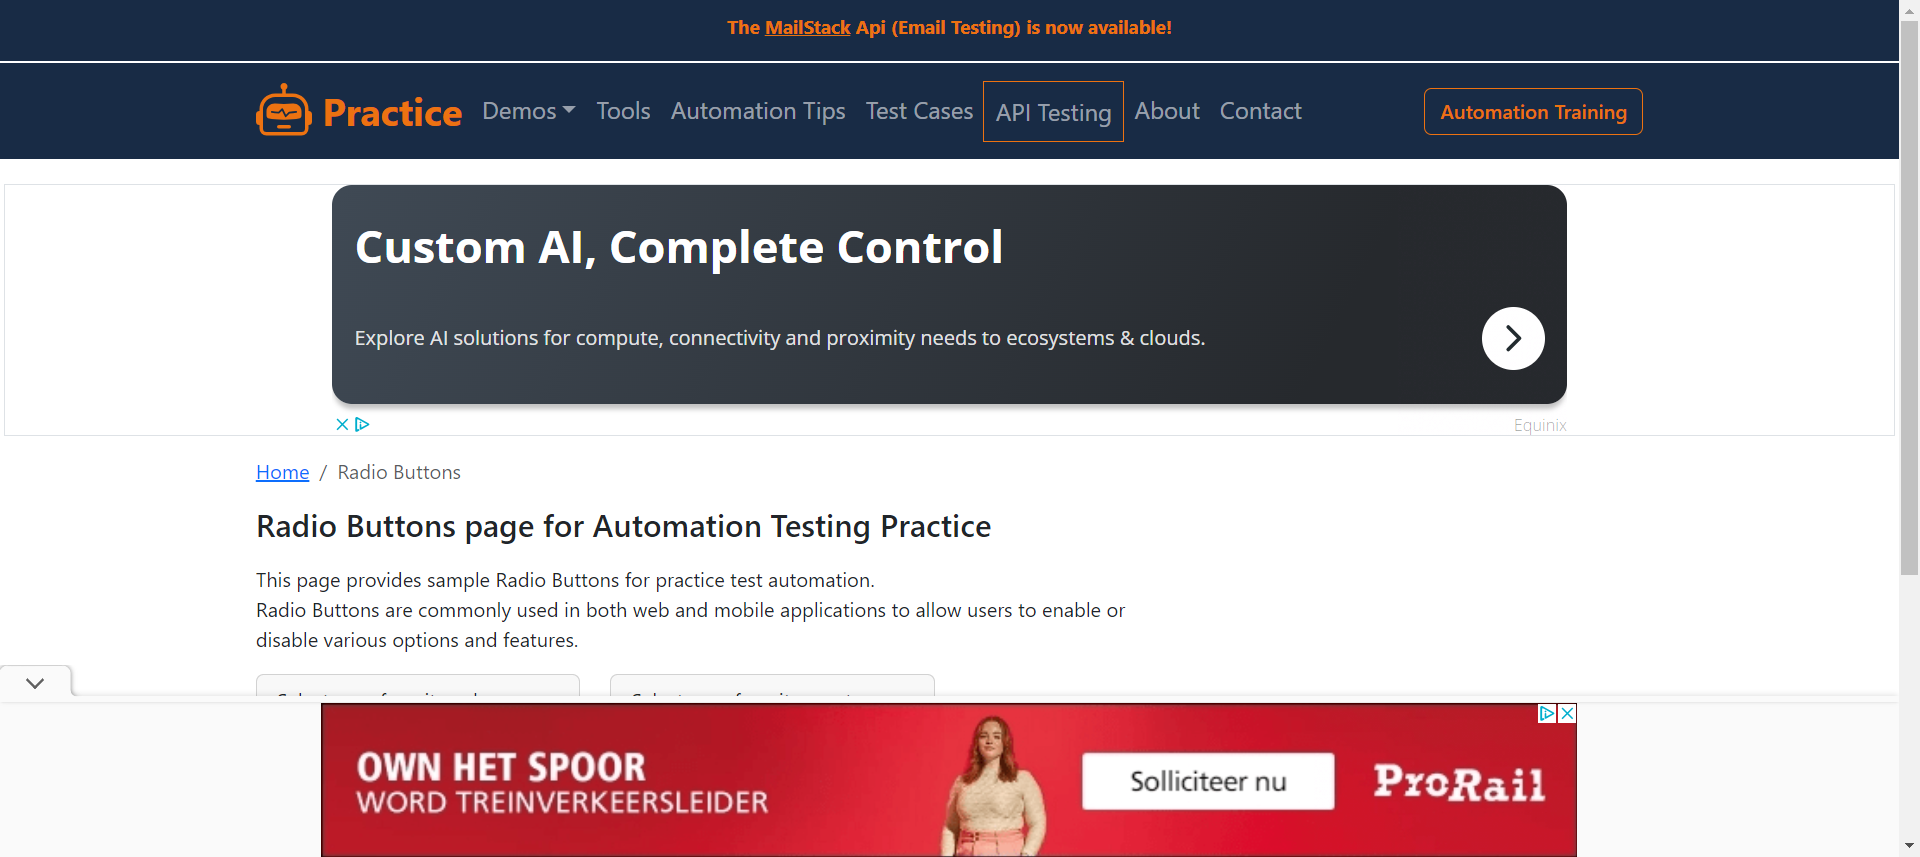 The MailStack Api (Email Testing) is now available!
Practice Demos Tools Automation Tips Test Cases API Testing About Contact Automation Training
Custom AI, Complete Control
Explore AI solutions for compute, connectivity and proximity needs to ecosystems & clouds.
Equinix
Home / Radio Buttons
Radio Buttons page for Automation Testing Practice
This page provides sample Radio Buttons for practice test automation.
Radio Buttons are commonly used in both web and mobile applications to allow users to enable or
disable various options and features.
OWN HET SPOOR
WORD TREINVERKEERSLEIDER
Solliciteer nu
ProRail